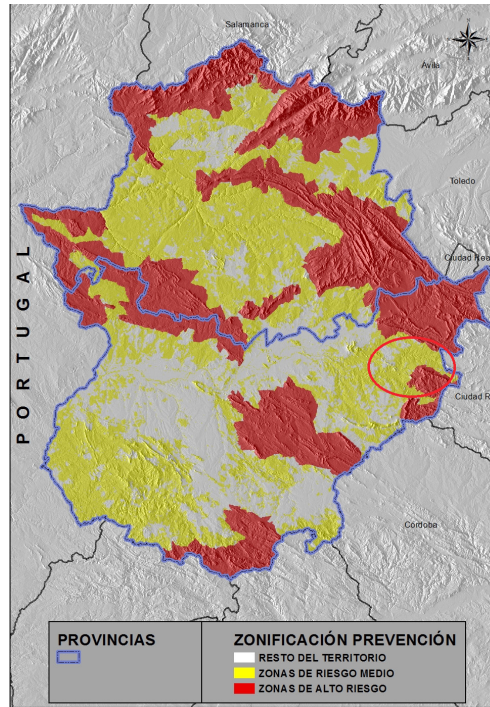 Salamanca
Avila
Toledo
Ciudad Rea
PORTUGAL
Ciudad R
Córdoba
PROVINCIAS
ZONIFICACIÓN PREVENCIÓN
RESTO DEL TERRITORIO
ZONAS DE RIESGO MEDIO
ZONAS DE ALTO RIESGO